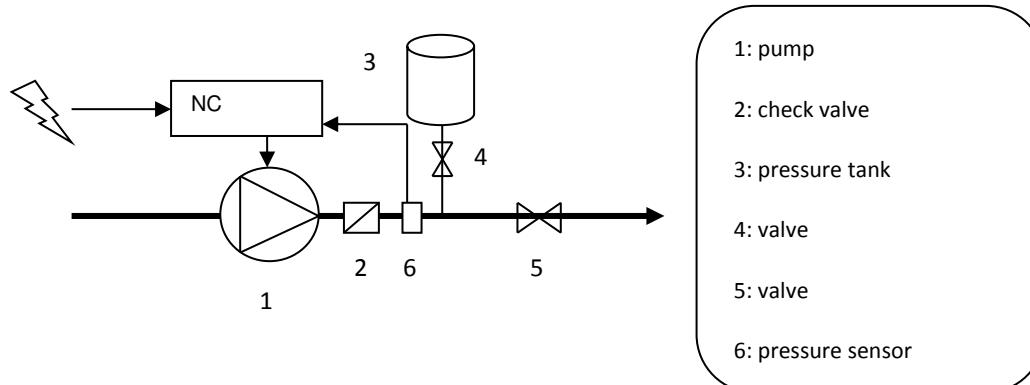 3
NC
4
2
6
5
1
1: pump
2: check valve
3: pressure tank
4: valve
5: valve
6: pressure sensor